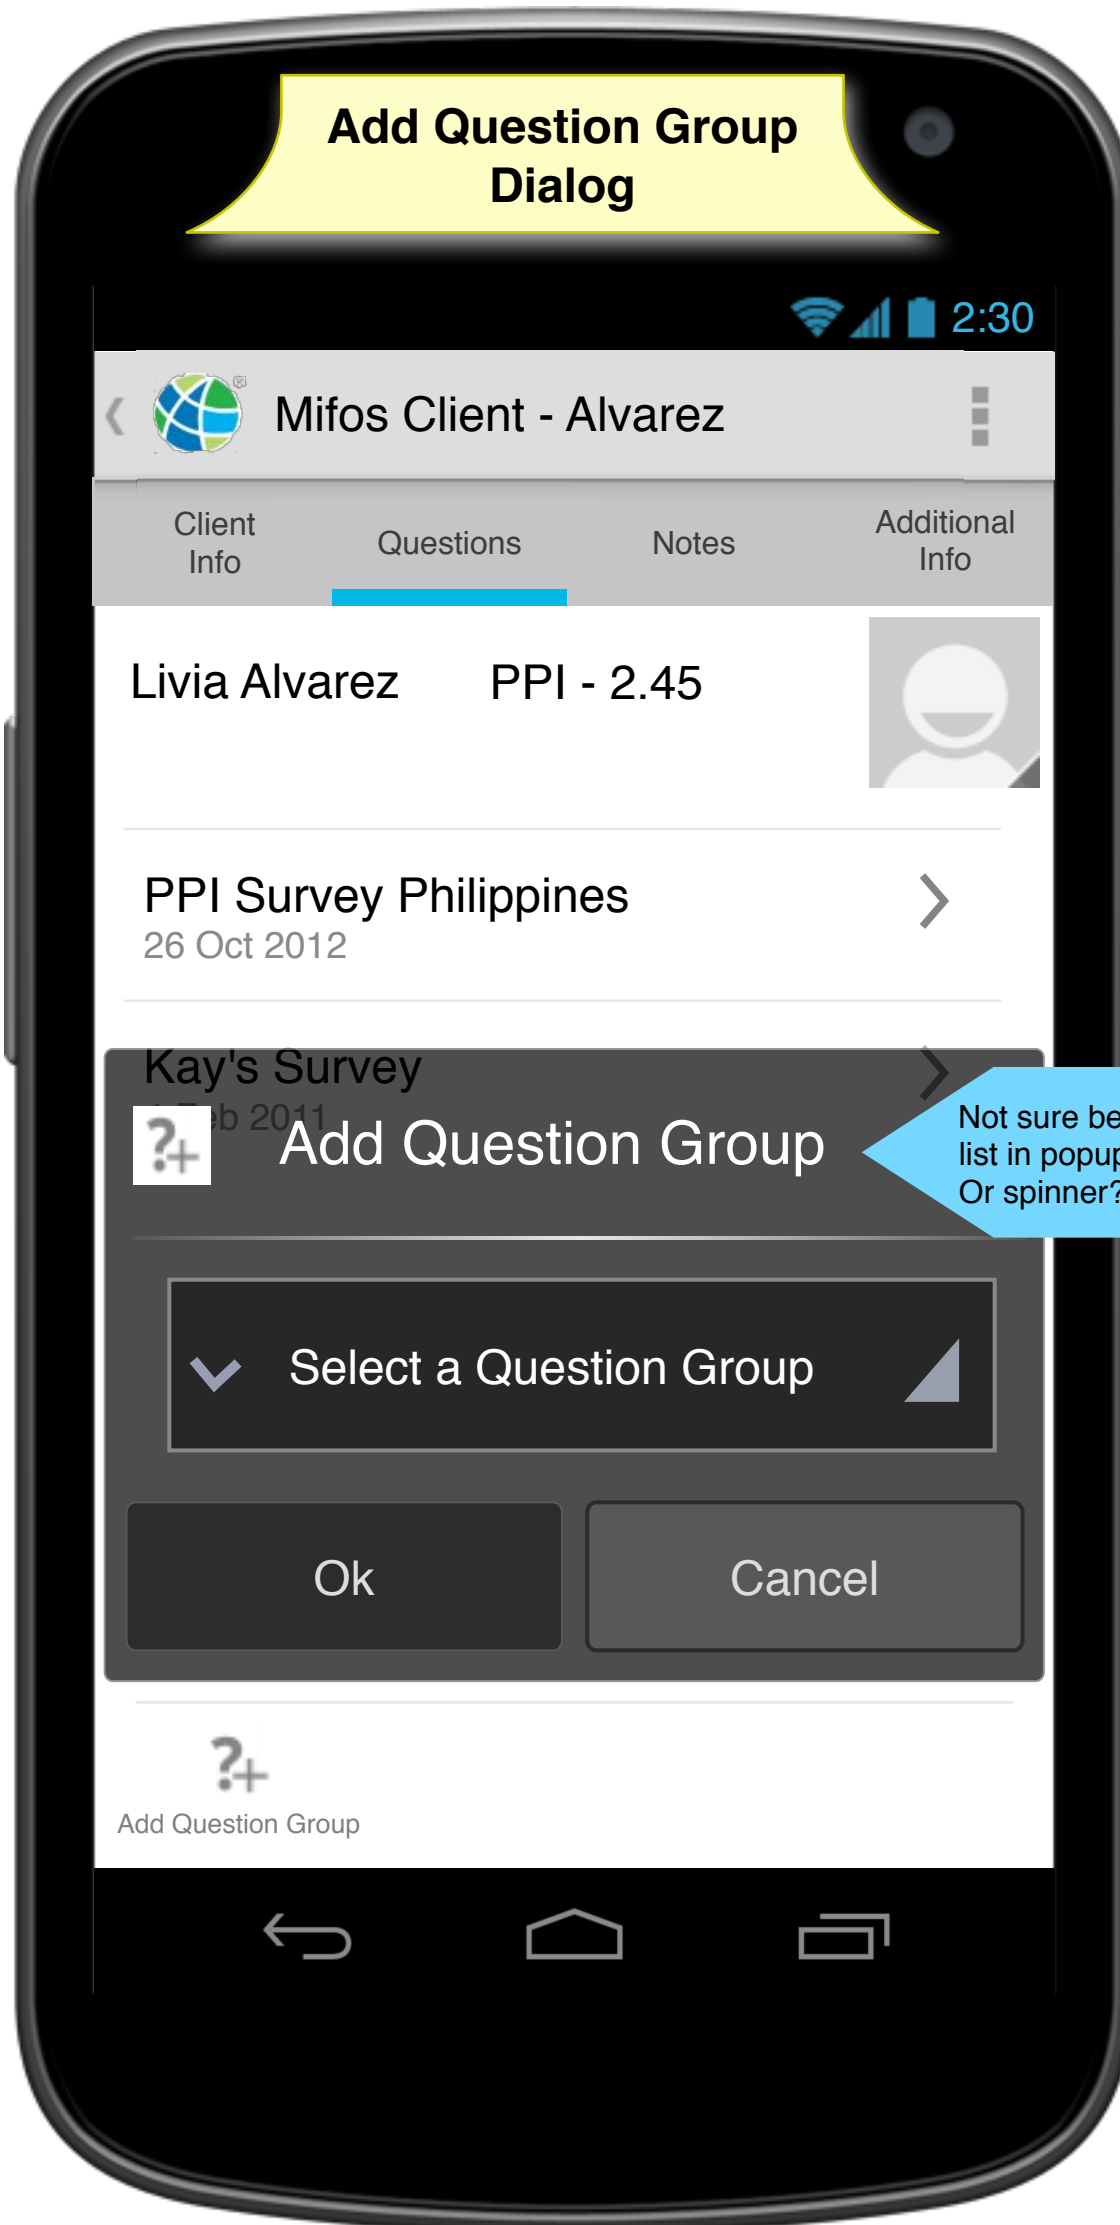 Add Question Group
Dialog
2:30
Mifos Client - Alvarez
Client
Info
Questions
Notes
Additional
Info
Livia Alvarez
PPI - 2.45
PPI Survey Philippines
26 Oct 2012
Kay's Survey
Feb 2011
Add Question Group
Not sure
list in
Or spinner?
Select a Question Group
Ok
Cancel
Add Question Group